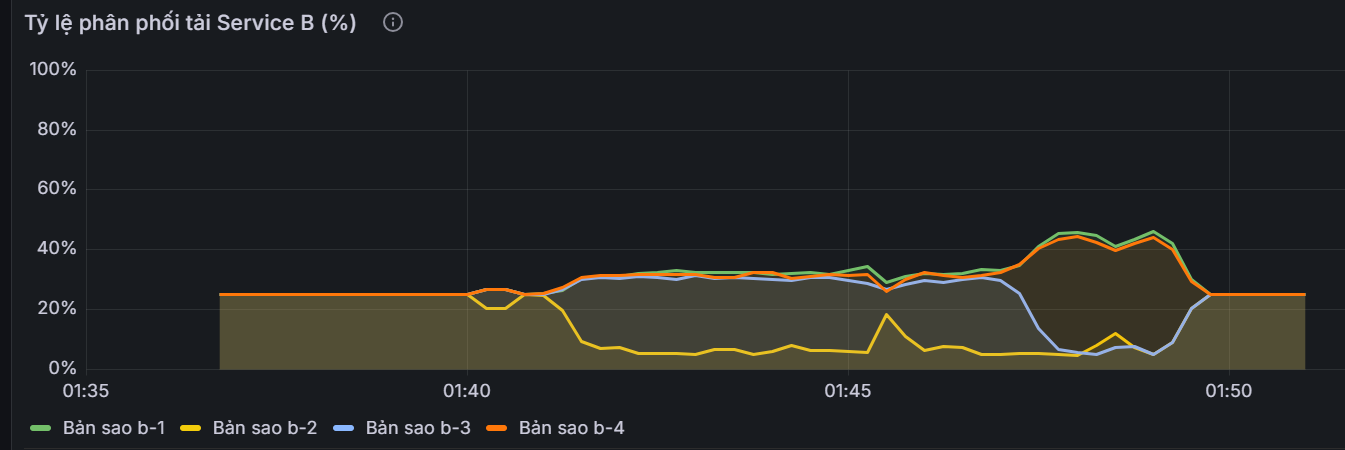 Tỷ lệ phân phối tải Service B (%)
100%
80%
60%
40%
20%
0%
01:35 01:40 01:45 01:50
Bản sao b-1 Bản sao b-2 Bản sao b-3 Bản sao b-4